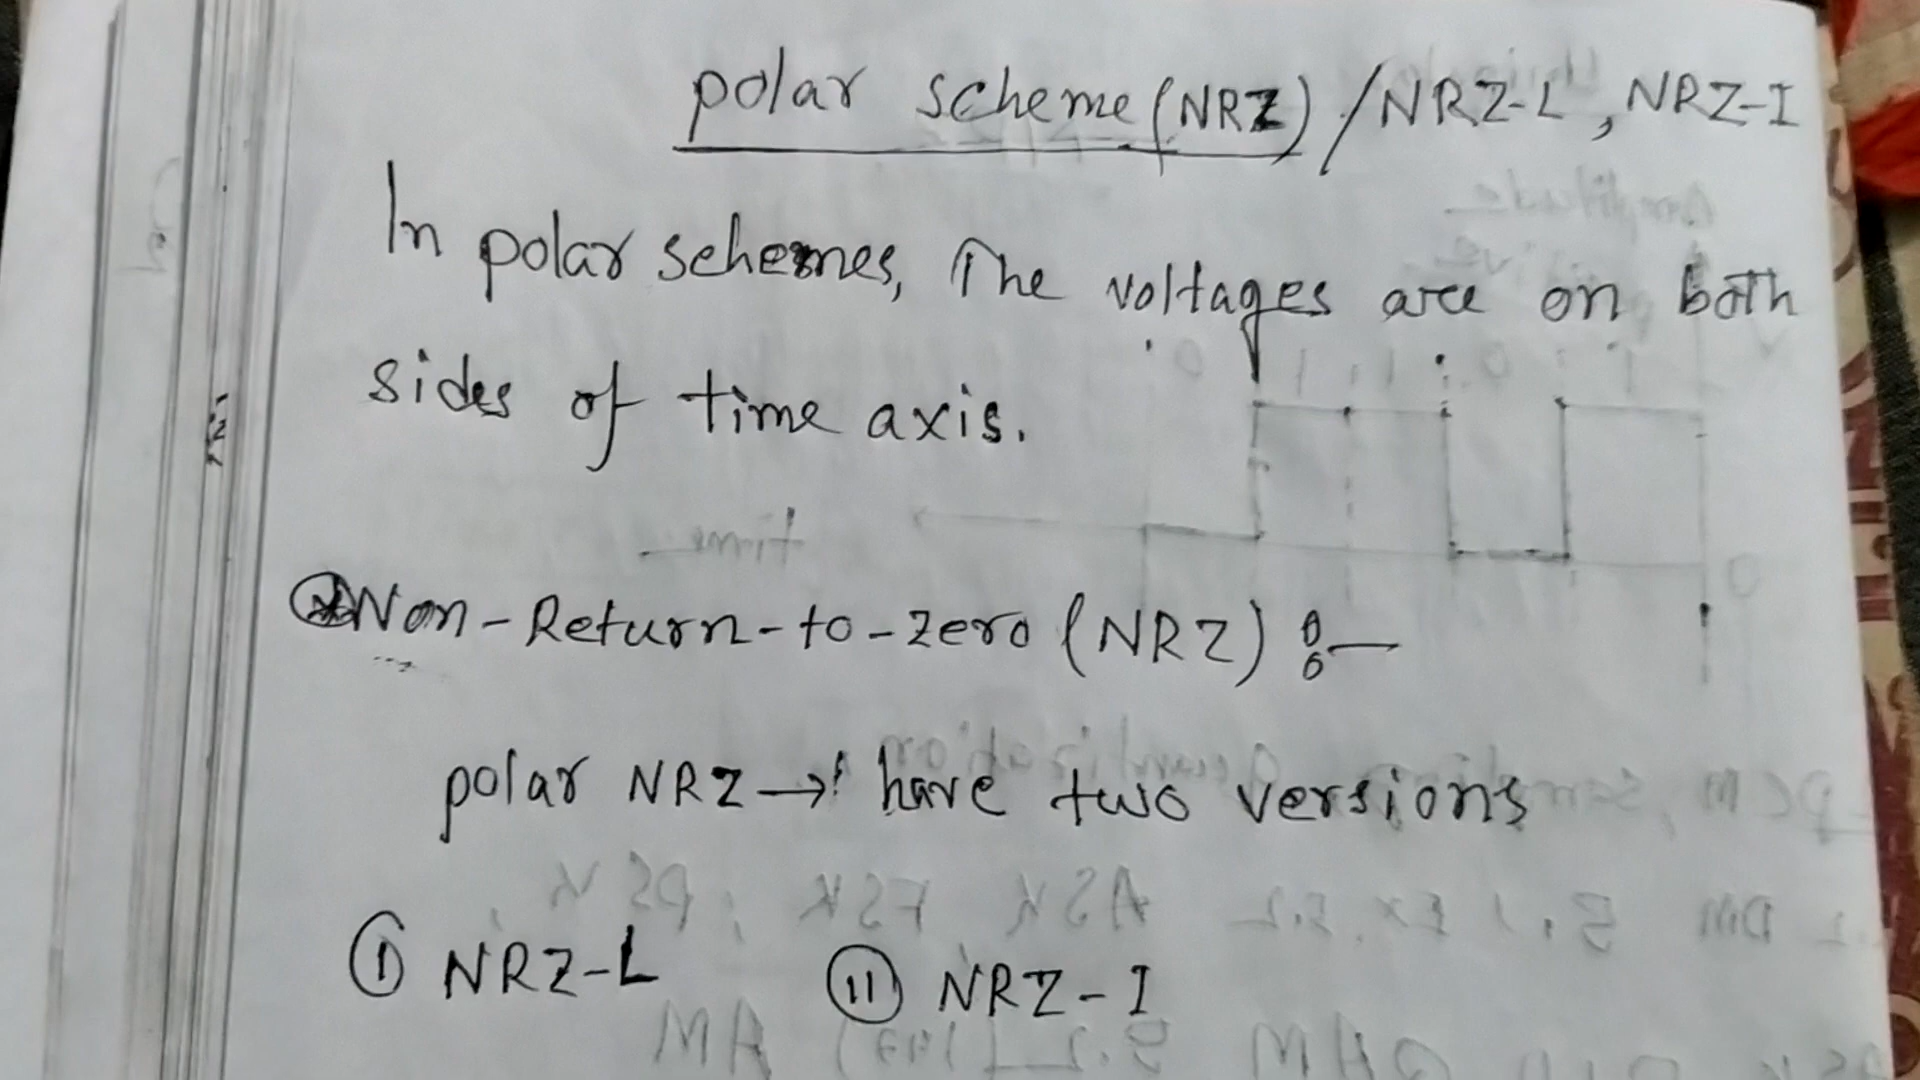 polar scheme (NRZ) / NRZ-L, NRZ-I
In polar schemes, The voltages are on both
sides of time axis.
Non-Return-to-zero (NRZ) :—
polar NRZ → have two versions
(I) NRZ-L (II) NRZ-I